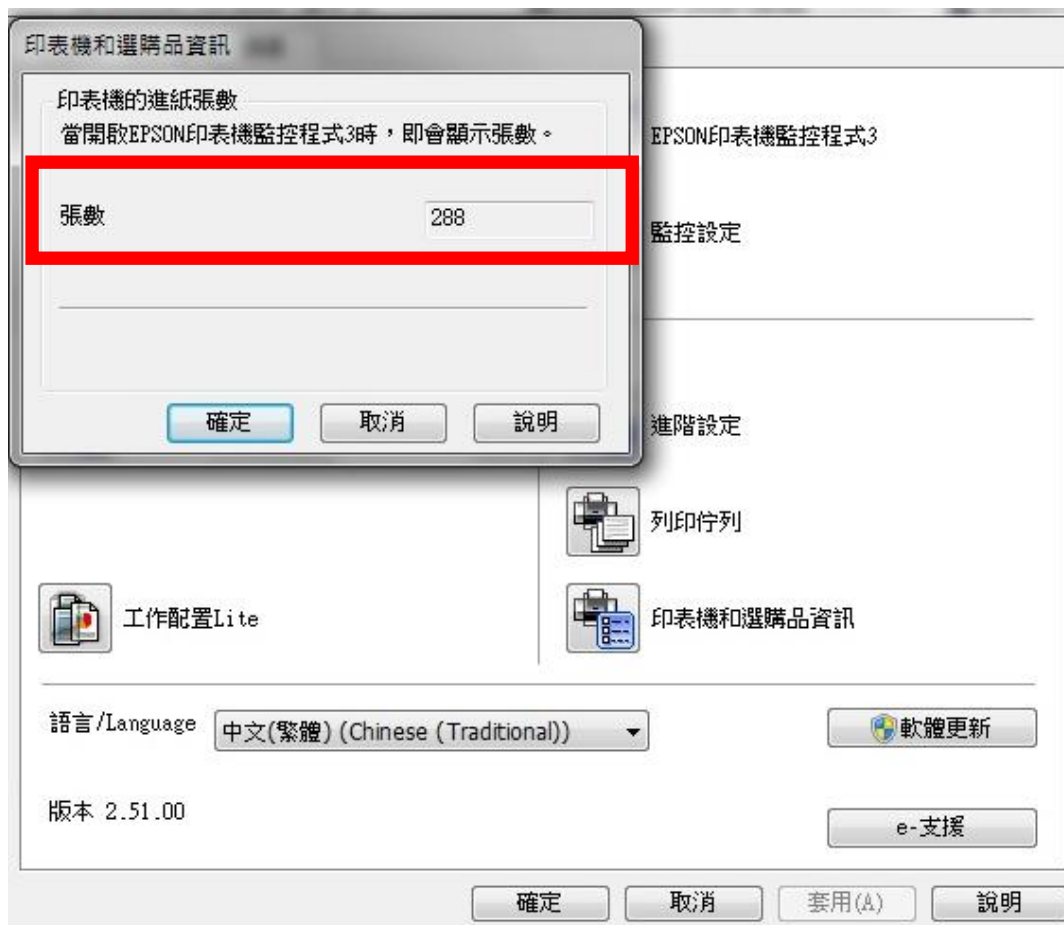 印表機和選購品資訊
印表機的進紙張數
當開啟EPSON印表機監控程式3時，即會顯示張數。
張數
288
確定
取消
說明
EPSON印表機監控程式3
監控設定
進階設定
列印佇列
工作配置Lite
印表機和選購品資訊
語言/Language
中文(繁體) (Chinese (Traditional))
軟體更新
版本 2.51.00
e-支援
確定
取消
套用(A)
說明